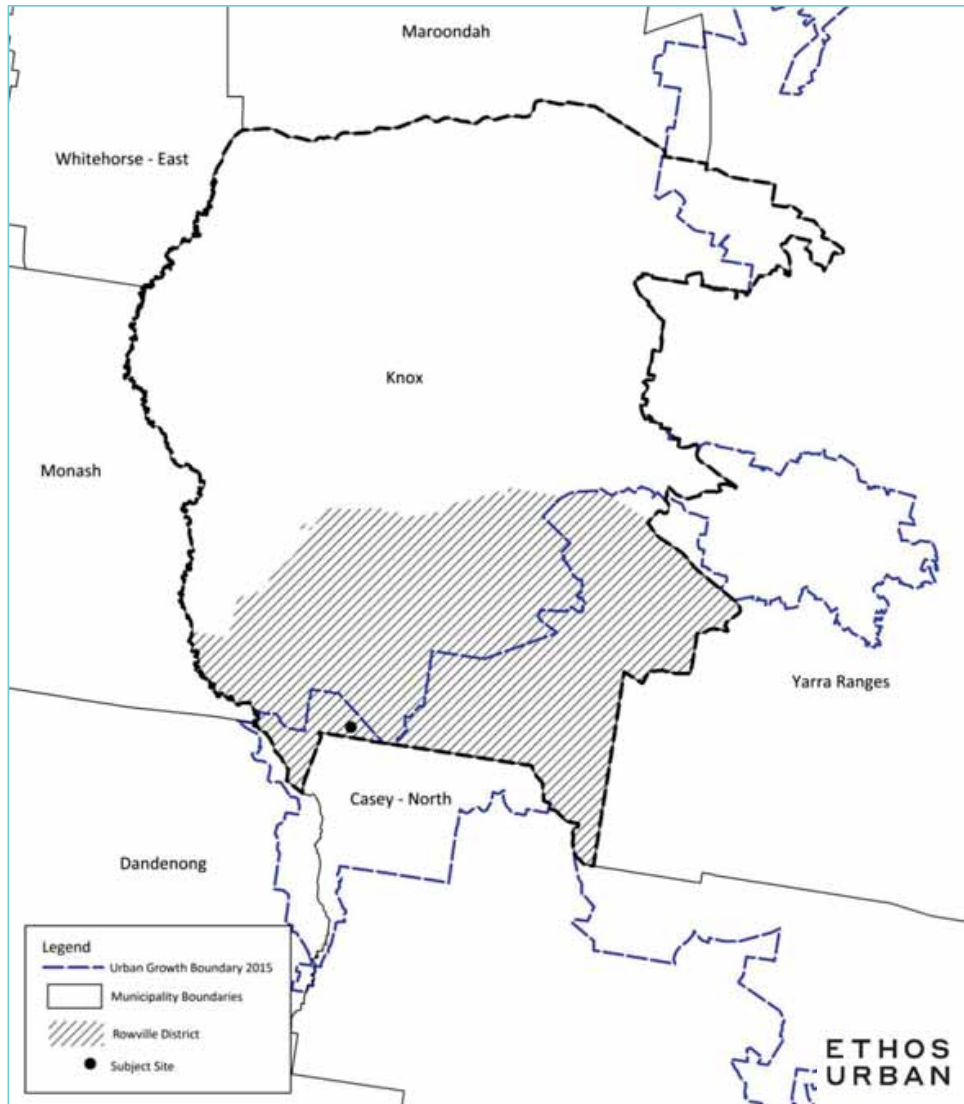 Maroondah
Whitehorse - East
Knox
Monash
Yarra Ranges
Casey - North
Dandenong
Legend
Urban Growth Boundary 2015
Municipality Boundaries
Rowville District
Subject Site
ETHOS
URBAN